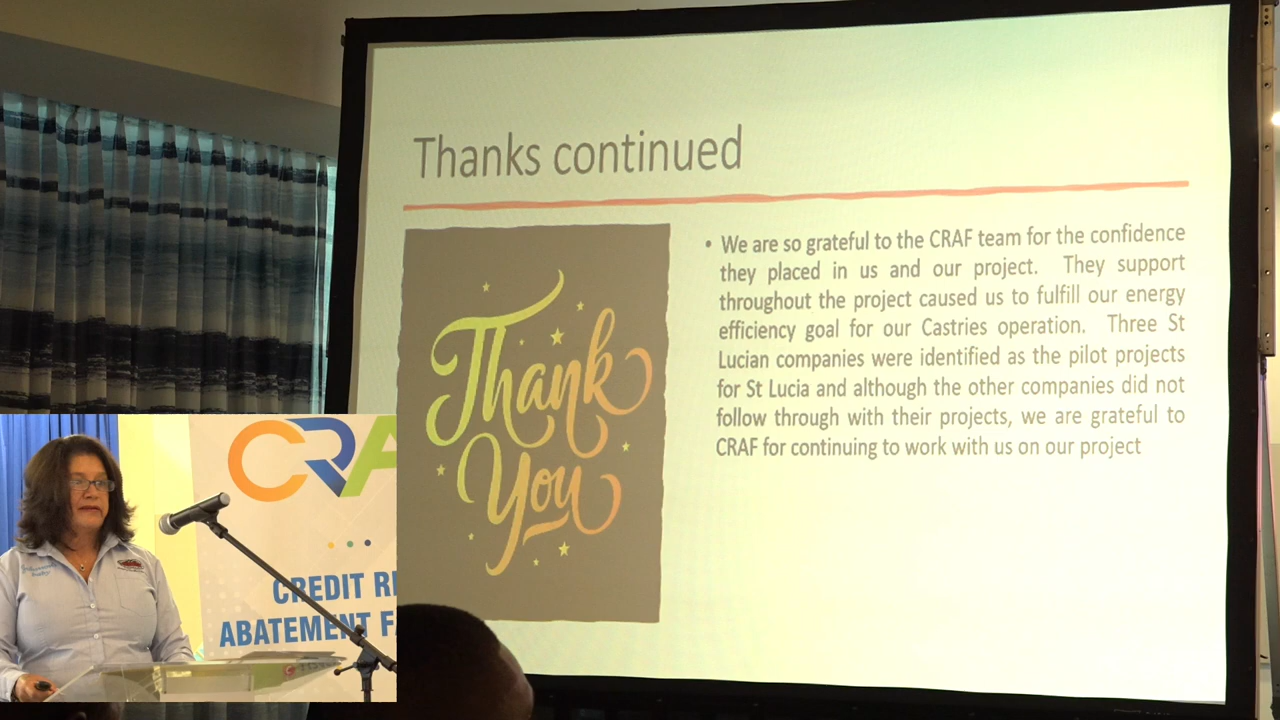 Thanks continued
• We are so grateful to the CRAF team for the confidence
they placed in us and our project. They support
throughout the project caused us to fulfill our energy
efficiency goal for our Castries operation. Three St
Lucian companies were identified as the pilot projects
for St Lucia and although the other companies did not
follow through with their projects, we are grateful to
CRAF for continuing to work with us on our project
Thank
You
CRA
CREDIT RI
ABATEMENT FA